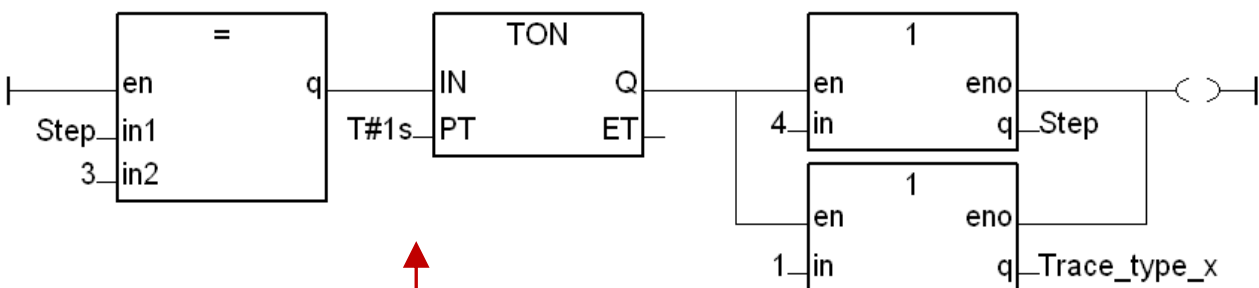 = TON 1
en q IN Q en eno
Step in1 T#1s PT ET 4 in q Step
3 in2 1
en eno
1 in q Trace_type_x